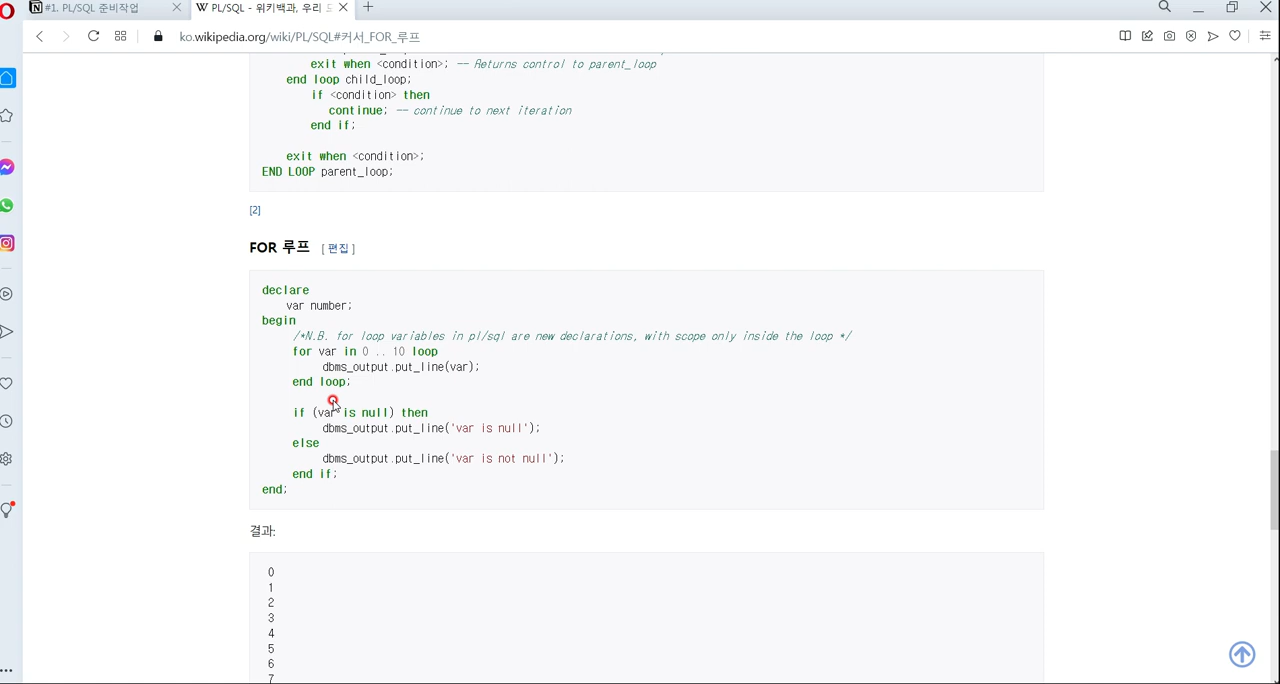 #1. PL/SQL 준비작업
W PL/SQL - 위키백과, 우리
ko.wikipedia.org/wiki/PL/SQL#커서_FOR_루프
exit when <condition>; -- Returns control to parent_loop
end loop child_loop;
if <condition> then
continue; -- continue to next iteration
end if;
exit when <condition>;
END LOOP parent_loop;
[2]
FOR 루프 [편집]
declare
var number;
begin
/*N.B. for loop variables in pl/sql are new declarations, with scope only inside the loop */
for var in 0 .. 10 loop
dbms_output.put_line(var);
end loop;
if (var is null) then
dbms_output.put_line('var is null');
else
dbms_output.put_line('var is not null');
end if;
end;
결과:
0
1
2
3
4
5
6
7